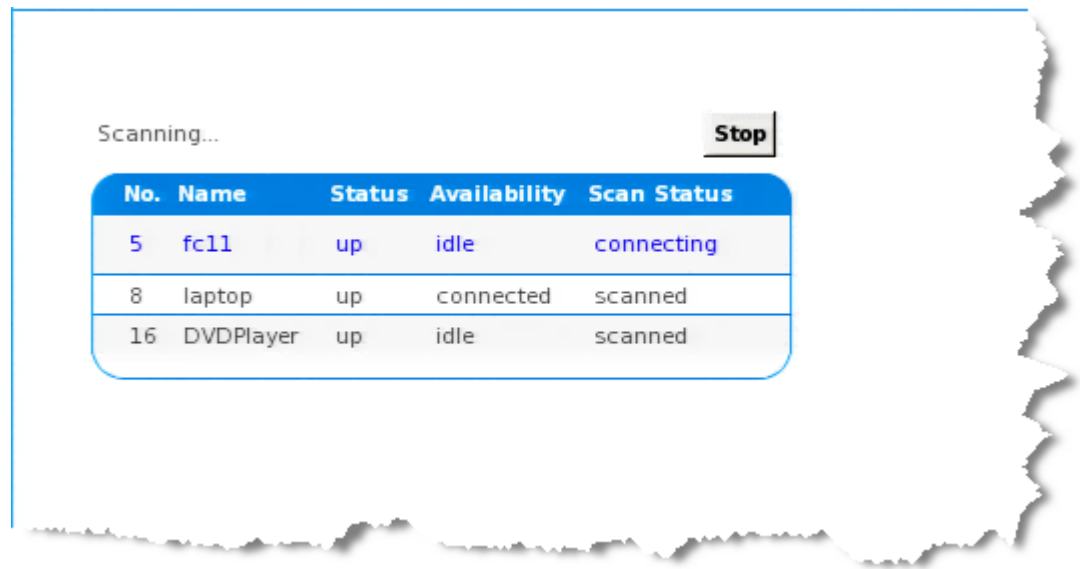 Scanning... Stop
No. Name Status Availability Scan Status
5 fc11 up idle connecting
8 laptop up connected scanned
16 DVDPlayer up idle scanned